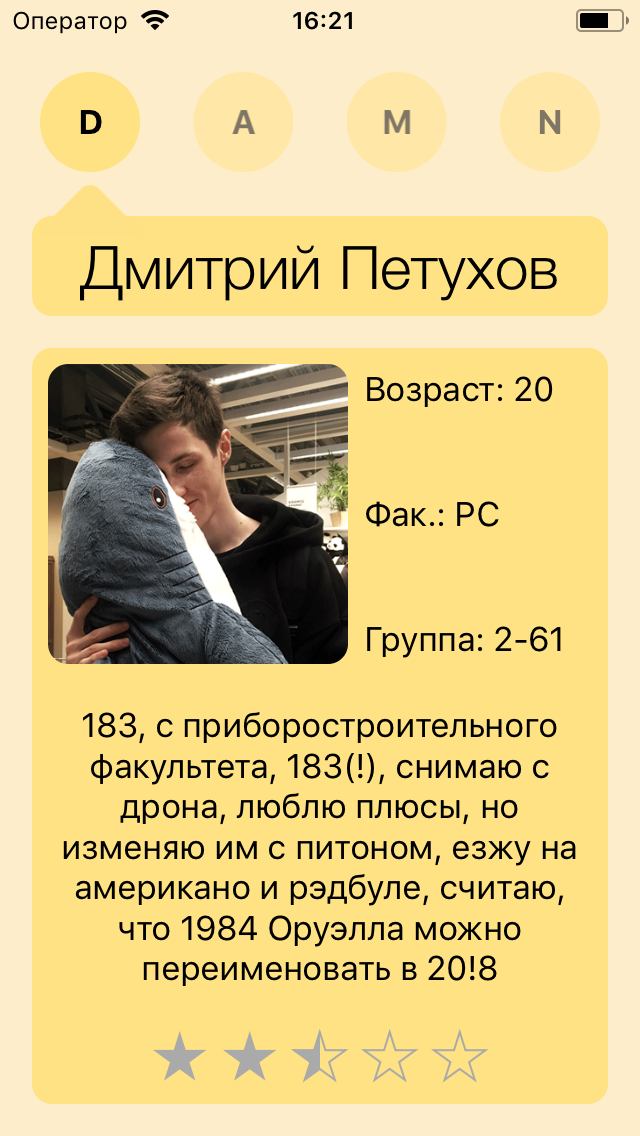 Оператор 16:21
D A M N
Дмитрий Петухов
Возраст: 20
Фак.: РС
Группа: 2-61
183, с приборостроительного
факультета, 183(!), снимаю с
дрона, люблю плюсы, но
изменяю им с питоном, езжу на
американо и рэдбуле, считаю,
что 1984 Оруэлла можно
переименовать в 20!8